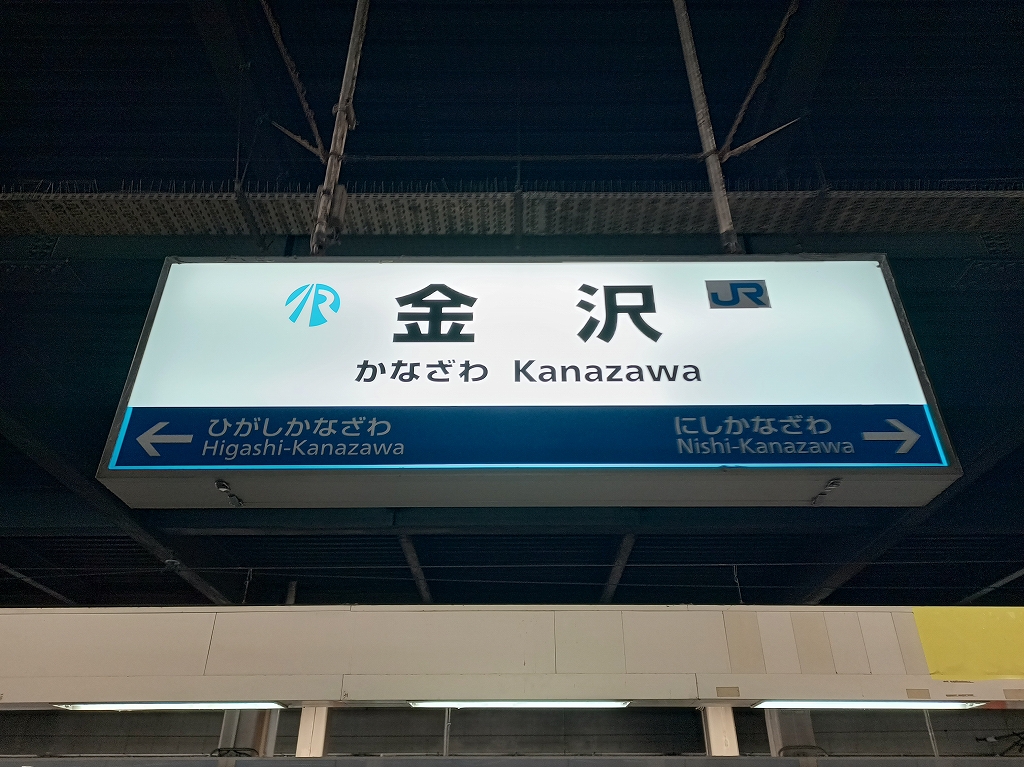 IR 金沢 JR
かなざわ Kanazawa
← ひがしかなざわ
Higashi-Kanazawa
にしかなざわ →
Nishi-Kanazawa